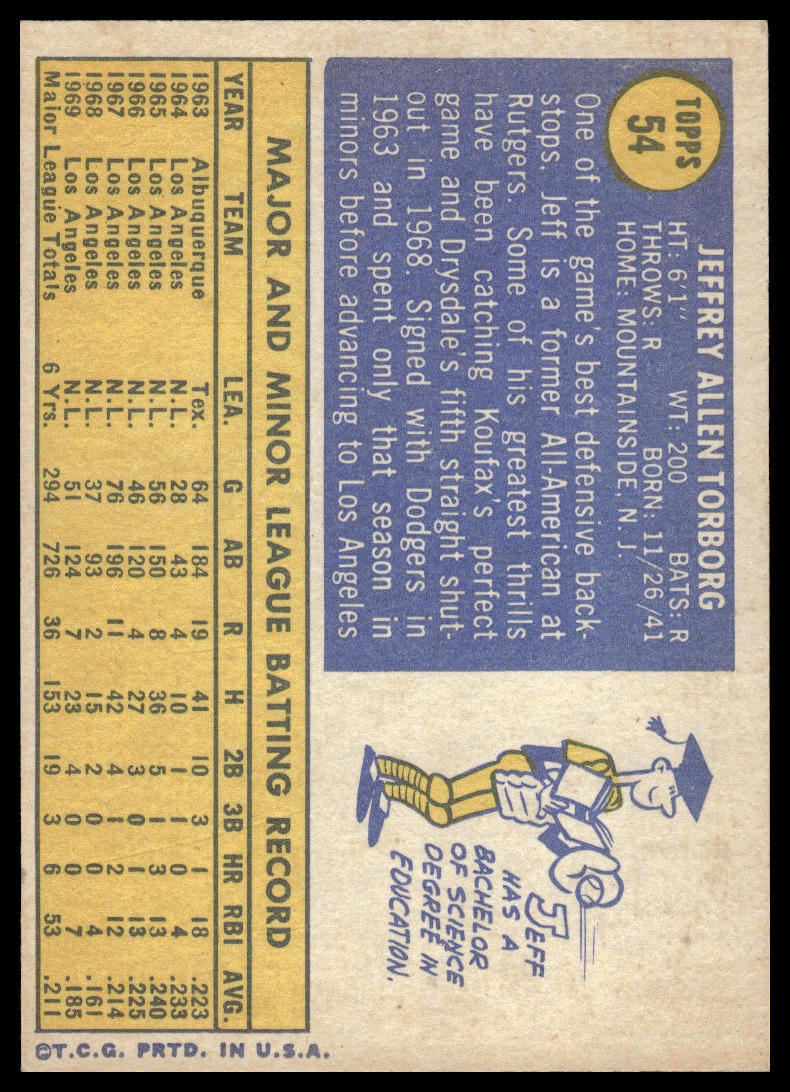 TOPPS
54
JEFFREY ALLEN TORBORG
HT: 6'1" WT: 200 BATS: R
THROWS: R BORN: 11/26/41
HOME: MOUNTAINSIDE, N. J.
One of the game's best defensive back-
stops, Jeff is a former All-American at
Rutgers. Some of his greatest thrills
have been catching Koufax's perfect
game and Drysdale's fifth straight shut-
out in 1968. Signed with Dodgers in
1963 and spent only that season in
minors before advancing to Los Angeles
JEFF
HAS A
BACHELOR
OF SCIENCE
DEGREE IN
EDUCATION.
MAJOR AND MINOR LEAGUE BATTING RECORD
YEAR TEAM LEA. G AB R H 2B 3B HR RBI AVG.
1963 Albuquerque Tex. 64 184 19 41 10 3 1 18 .223
1964 Los Angeles N.L. 28 43 4 10 1 1 0 4 .233
1965 Los Angeles N.L. 56 150 8 36 5 1 3 13 .240
1966 Los Angeles N.L. 46 120 4 27 3 0 1 13 .225
1967 Los Angeles N.L. 76 196 11 42 4 1 2 12 .214
1968 Los Angeles N.L. 37 93 2 15 2 0 0 4 .161
1969 Los Angeles N.L. 51 124 7 23 4 0 0 7 .185
Major League Totals 6 Yrs. 294 726 36 153 19 3 6 53 .211
©T.C.G. PRTD. IN U.S.A.